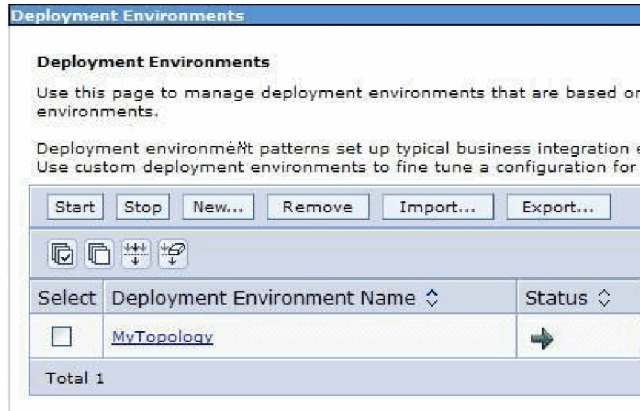 Deployment Environments
Deployment Environments
Use this page to manage deployment environments that are based on
environments.
Deployment environment patterns set up typical business integration
Use custom deployment environments to fine tune a configuration for
Start Stop New... Remove Import... Export...
Select Deployment Environment Name Status
MyTopology
Total 1